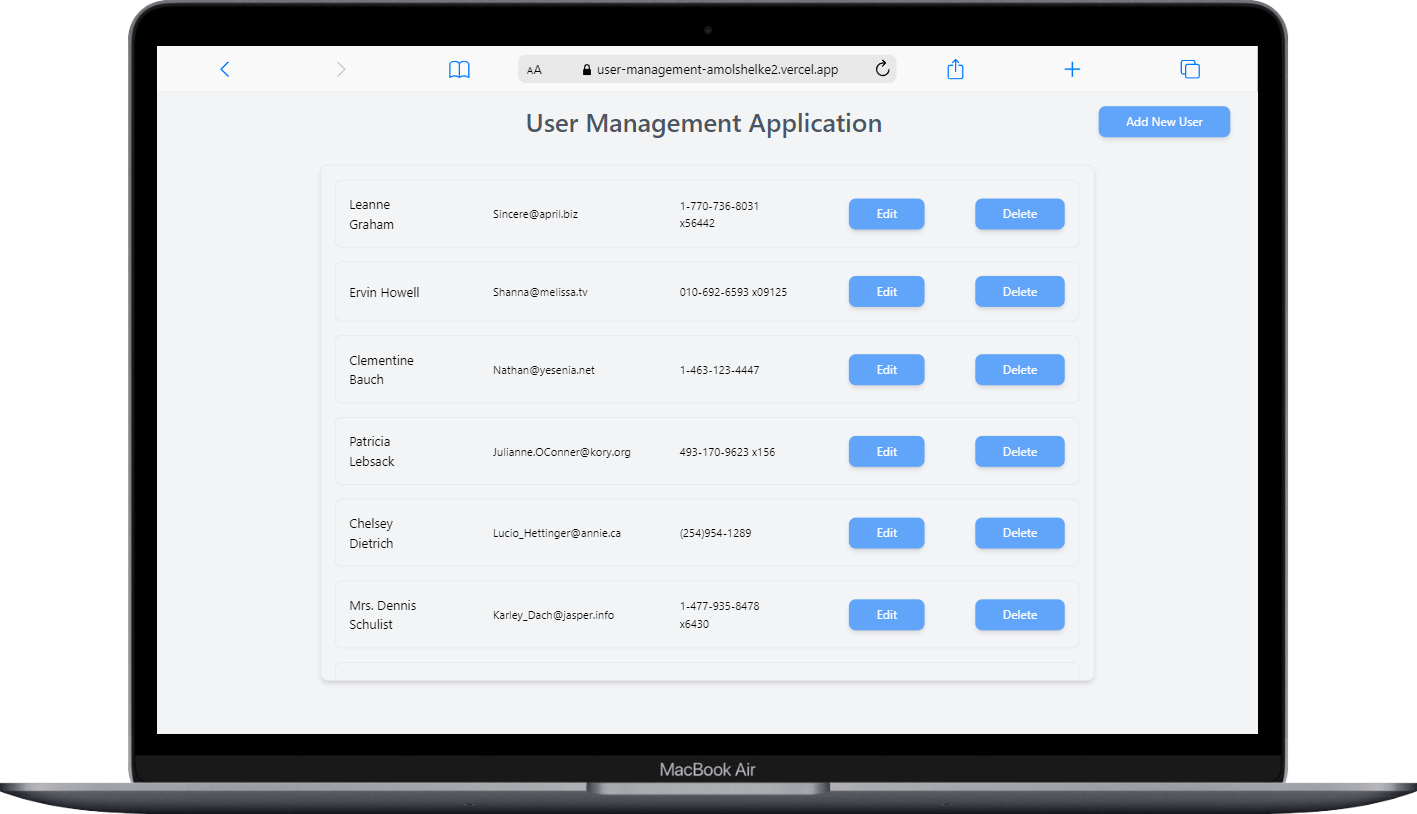 AA user-management-amolshelke2.vercel.app
User Management Application
Add New User
Leanne
Graham
Sincere@april.biz
1-770-736-8031
x56442
Edit
Delete
Ervin Howell
Shanna@melissa.tv
010-692-6593 x09125
Edit
Delete
Clementine
Bauch
Nathan@yesenia.net
1-463-123-4447
Edit
Delete
Patricia
Lebsack
Julianne.OConner@kory.org
493-170-9623 x156
Edit
Delete
Chelsey
Dietrich
Lucio_Hettinger@annie.ca
(254)954-1289
Edit
Delete
Mrs. Dennis
Schulist
Karley_Dach@jasper.info
1-477-935-8478
x6430
Edit
Delete
MacBook Air